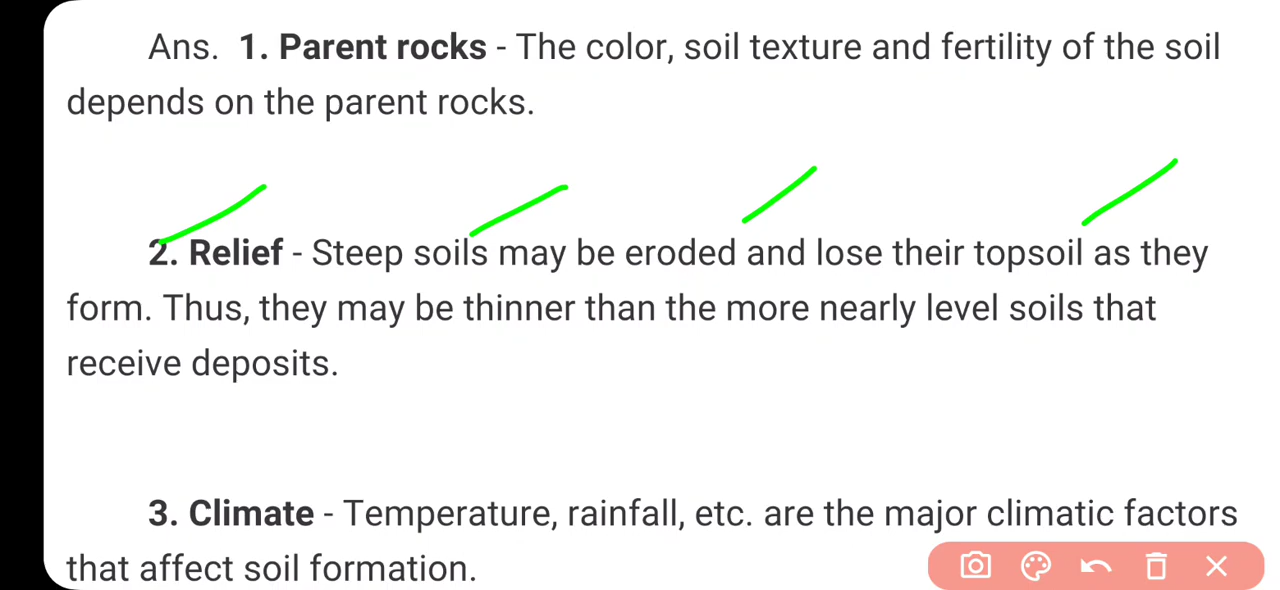 Ans. 1. Parent rocks - The color, soil texture and fertility of the soil
depends on the parent rocks.
2. Relief - Steep soils may be eroded and lose their topsoil as they
form. Thus, they may be thinner than the more nearly level soils that
receive deposits.
3. Climate - Temperature, rainfall, etc. are the major climatic factors
that affect soil formation.